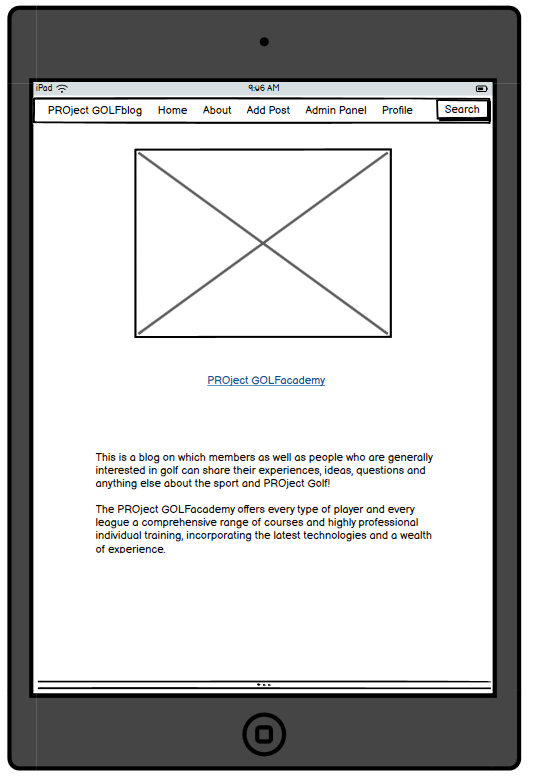 iPad 9:06 AM
PROject GOLFblog Home About Add Post Admin Panel Profile Search
PROject GOLFacademy
This is a blog on which members as well as people who are generally
interested in golf can share their experiences, ideas, questions and
anything else about the sport and PROject Golf!
The PROject GOLFacademy offers every type of player and every
league a comprehensive range of courses and highly professional
individual training, incorporating the latest technologies and a wealth
of experience.